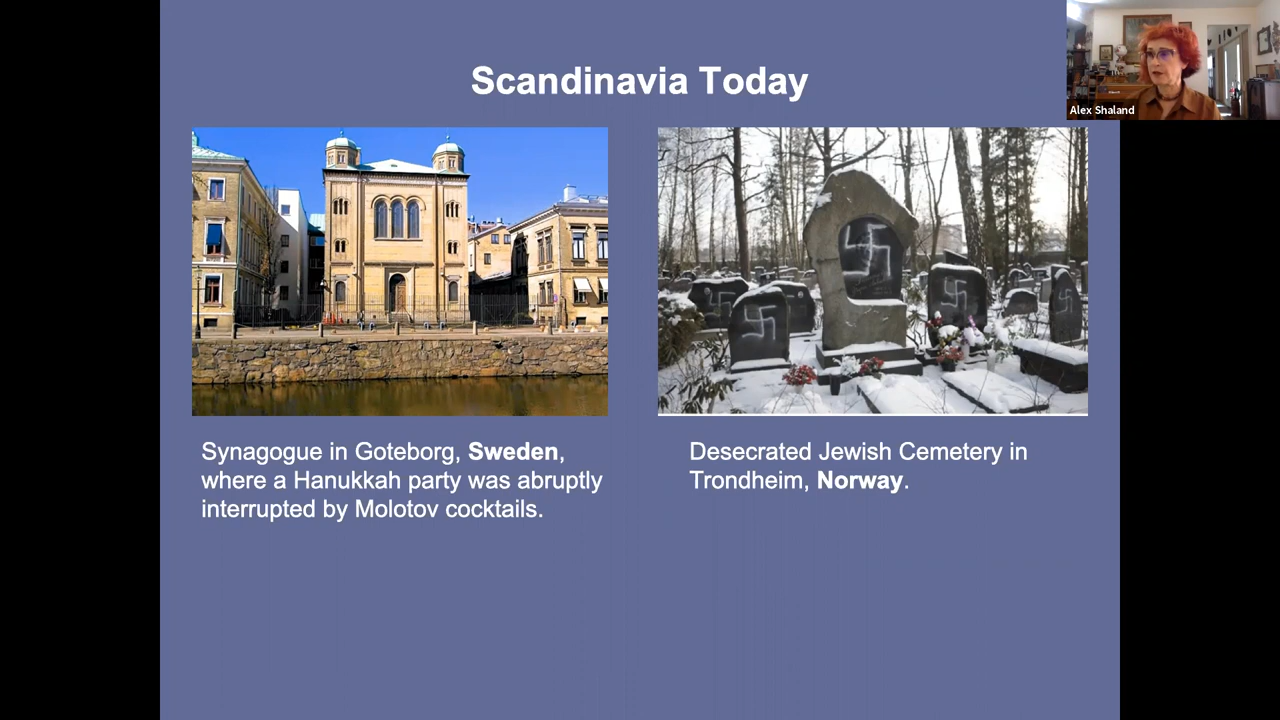 Scandinavia Today
Alex Shaland
Synagogue in Goteborg, Sweden,
where a Hanukkah party was abruptly
interrupted by Molotov cocktails.
Desecrated Jewish Cemetery in
Trondheim, Norway.